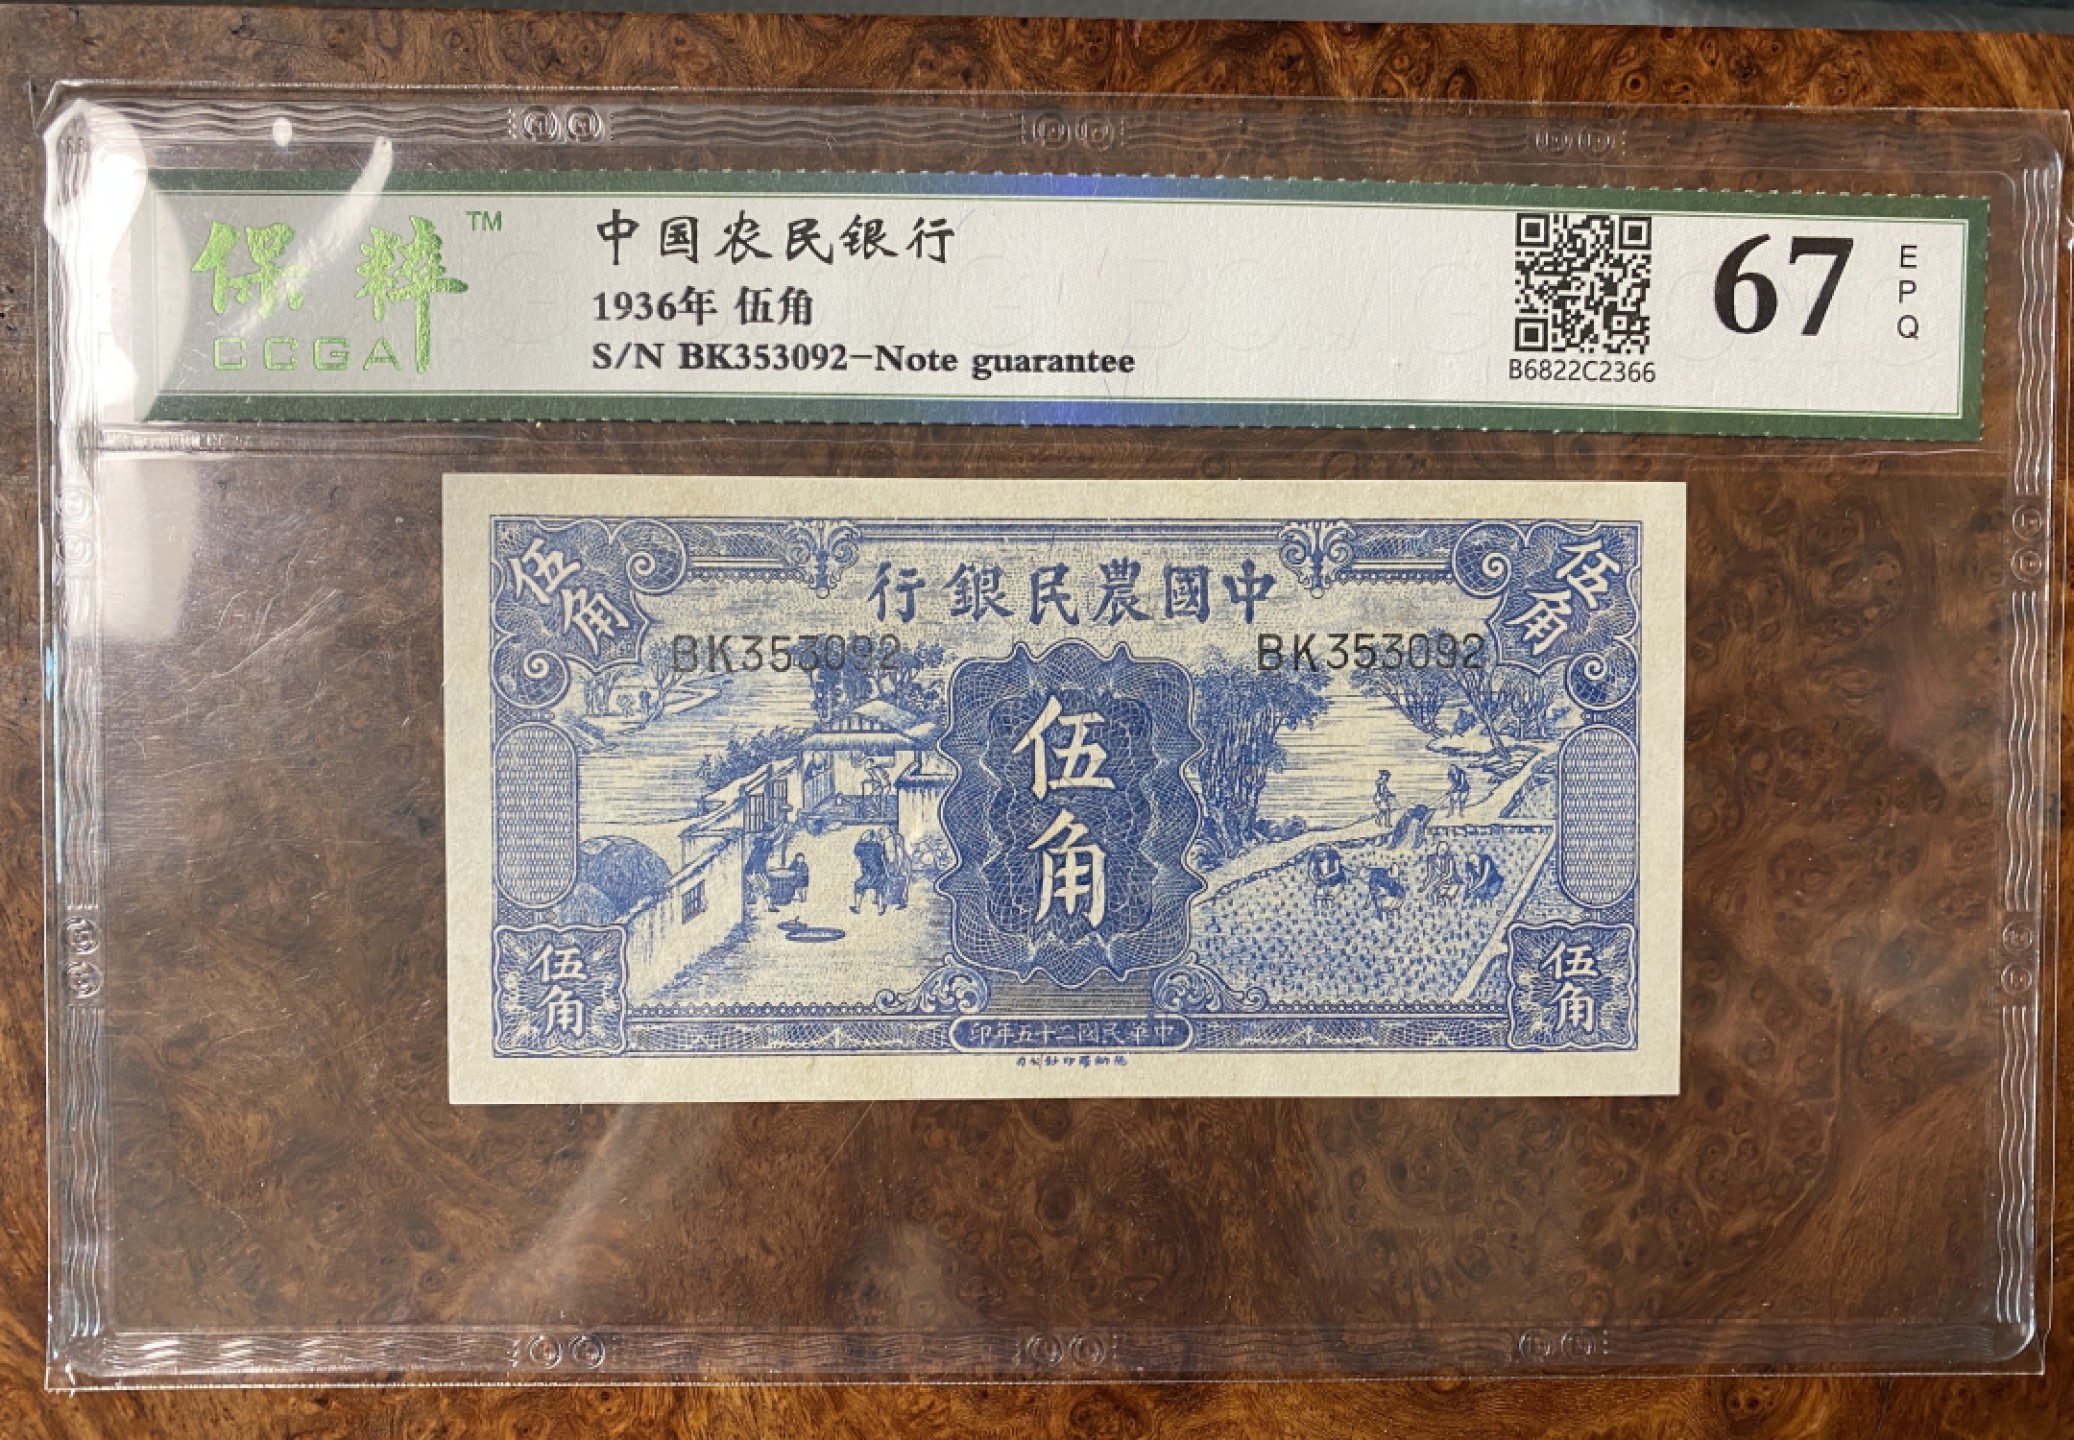 保粹™
CCGA
中国农民银行
1936年 伍角
S/N BK353092-Note guarantee
B6822C2366
67
EPQ
伍角
行銀民農國中
伍角
BK353092
BK353092
伍角
伍角
伍角
印年五十二國民華中